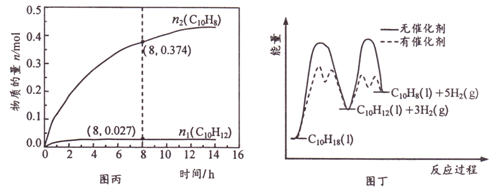 物质的量 n/mol
0.5
0.4
0.3
0.2
0.1
0.0
n₂(C₁₀H₈)
(8, 0.374)
(8, 0.027)
n₁(C₁₀H₁₂)
0 2 4 6 8 10 12 14 16
时间/h
图丙
能量
无催化剂
有催化剂
C₁₀H₈(l)+5H₂(g)
C₁₀H₁₂(l)+3H₂(g)
C₁₀H₁₈(l)
反应过程
图丁